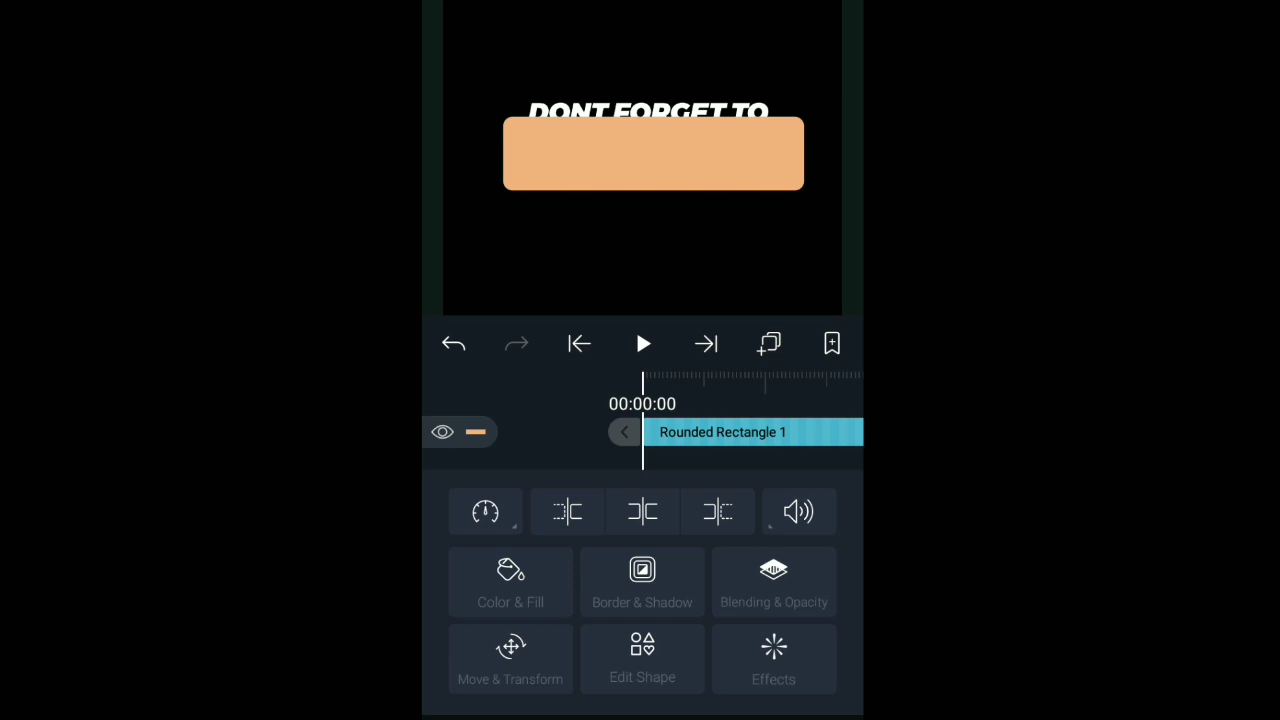 DONT FORGET TO
00:00:00
Rounded Rectangle 1
Color & Fill
Border & Shadow
Blending & Opacity
Move & Transform
Edit Shape
Effects